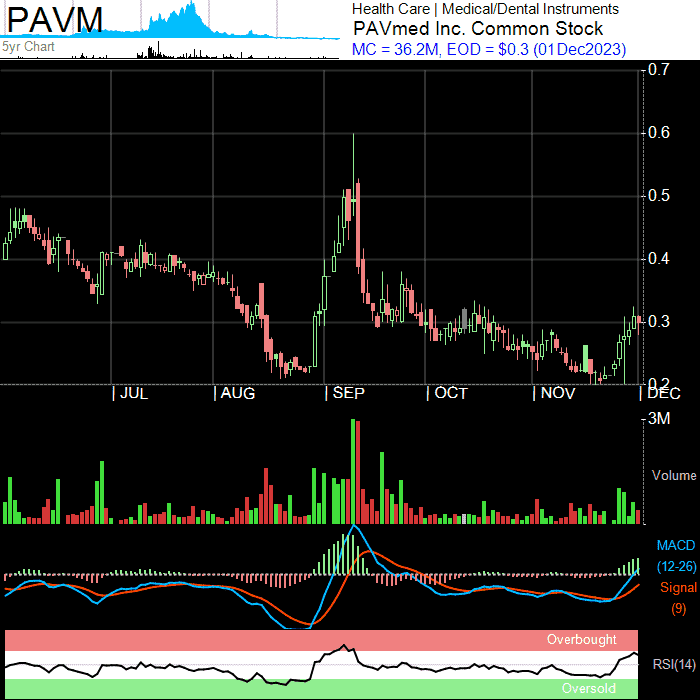 PAVM
5yr Chart
Health Care | Medical/Dental Instruments
PAVmed Inc. Common Stock
MC = 36.2M, EOD = $0.3 (01Dec2023)
0.7
0.6
0.5
0.4
0.3
0.2
JUL
AUG
SEP
OCT
NOV
DEC
3M
Volume
MACD
(12-26)
Signal
(9)
Overbought
RSI(14)
Oversold